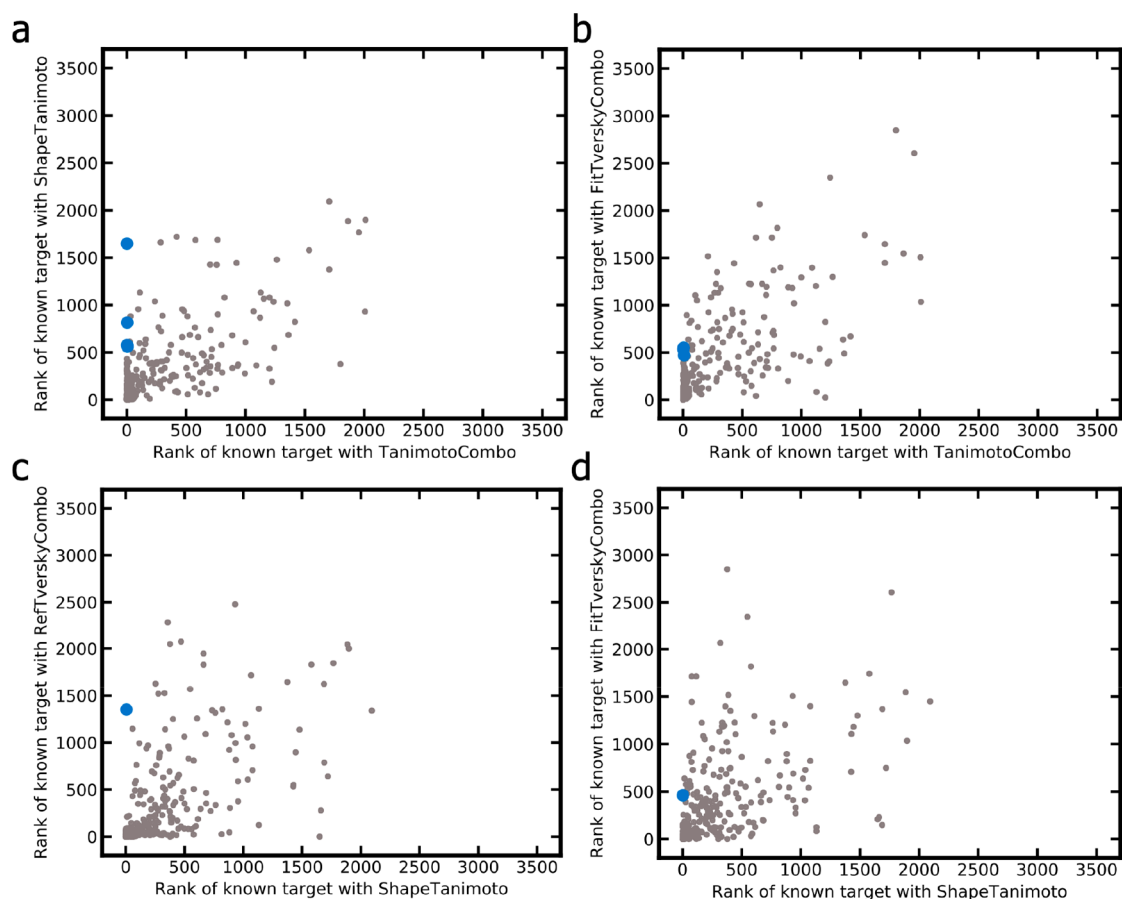 a
Rank of known target with ShapeTanimoto
3500
3000
2500
2000
1500
1000
500
0
0 500 1000 1500 2000 2500 3000 3500
Rank of known target with TanimotoCombo
b
Rank of known target with FitTverskyCombo
3500
3000
2500
2000
1500
1000
500
0
0 500 1000 1500 2000 2500 3000 3500
Rank of known target with TanimotoCombo
c
Rank of known target with RefTverskyCombo
3500
3000
2500
2000
1500
1000
500
0
0 500 1000 1500 2000 2500 3000 3500
Rank of known target with ShapeTanimoto
d
Rank of known target with FitTverskyCombo
3500
3000
2500
2000
1500
1000
500
0
0 500 1000 1500 2000 2500 3000 3500
Rank of known target with ShapeTanimoto